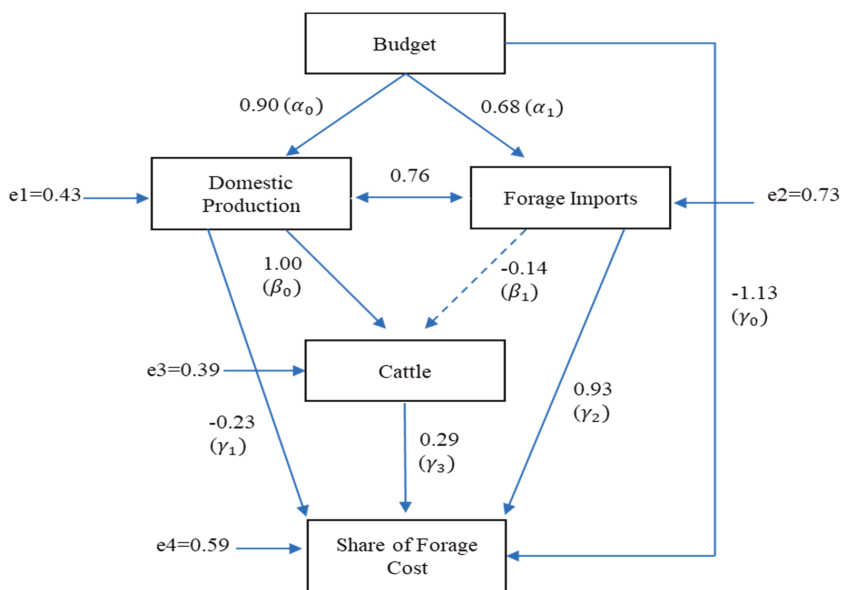 Budget
0.90 (α₀)
0.68 (α₁)
Domestic
Production
0.76
Forage Imports
e1=0.43
e2=0.73
1.00
(β₀)
-0.14
(β₁)
-1.13
(γ₀)
e3=0.39
Cattle
0.93
(γ₂)
-0.23
(γ₁)
0.29
(γ₃)
e4=0.59
Share of Forage
Cost